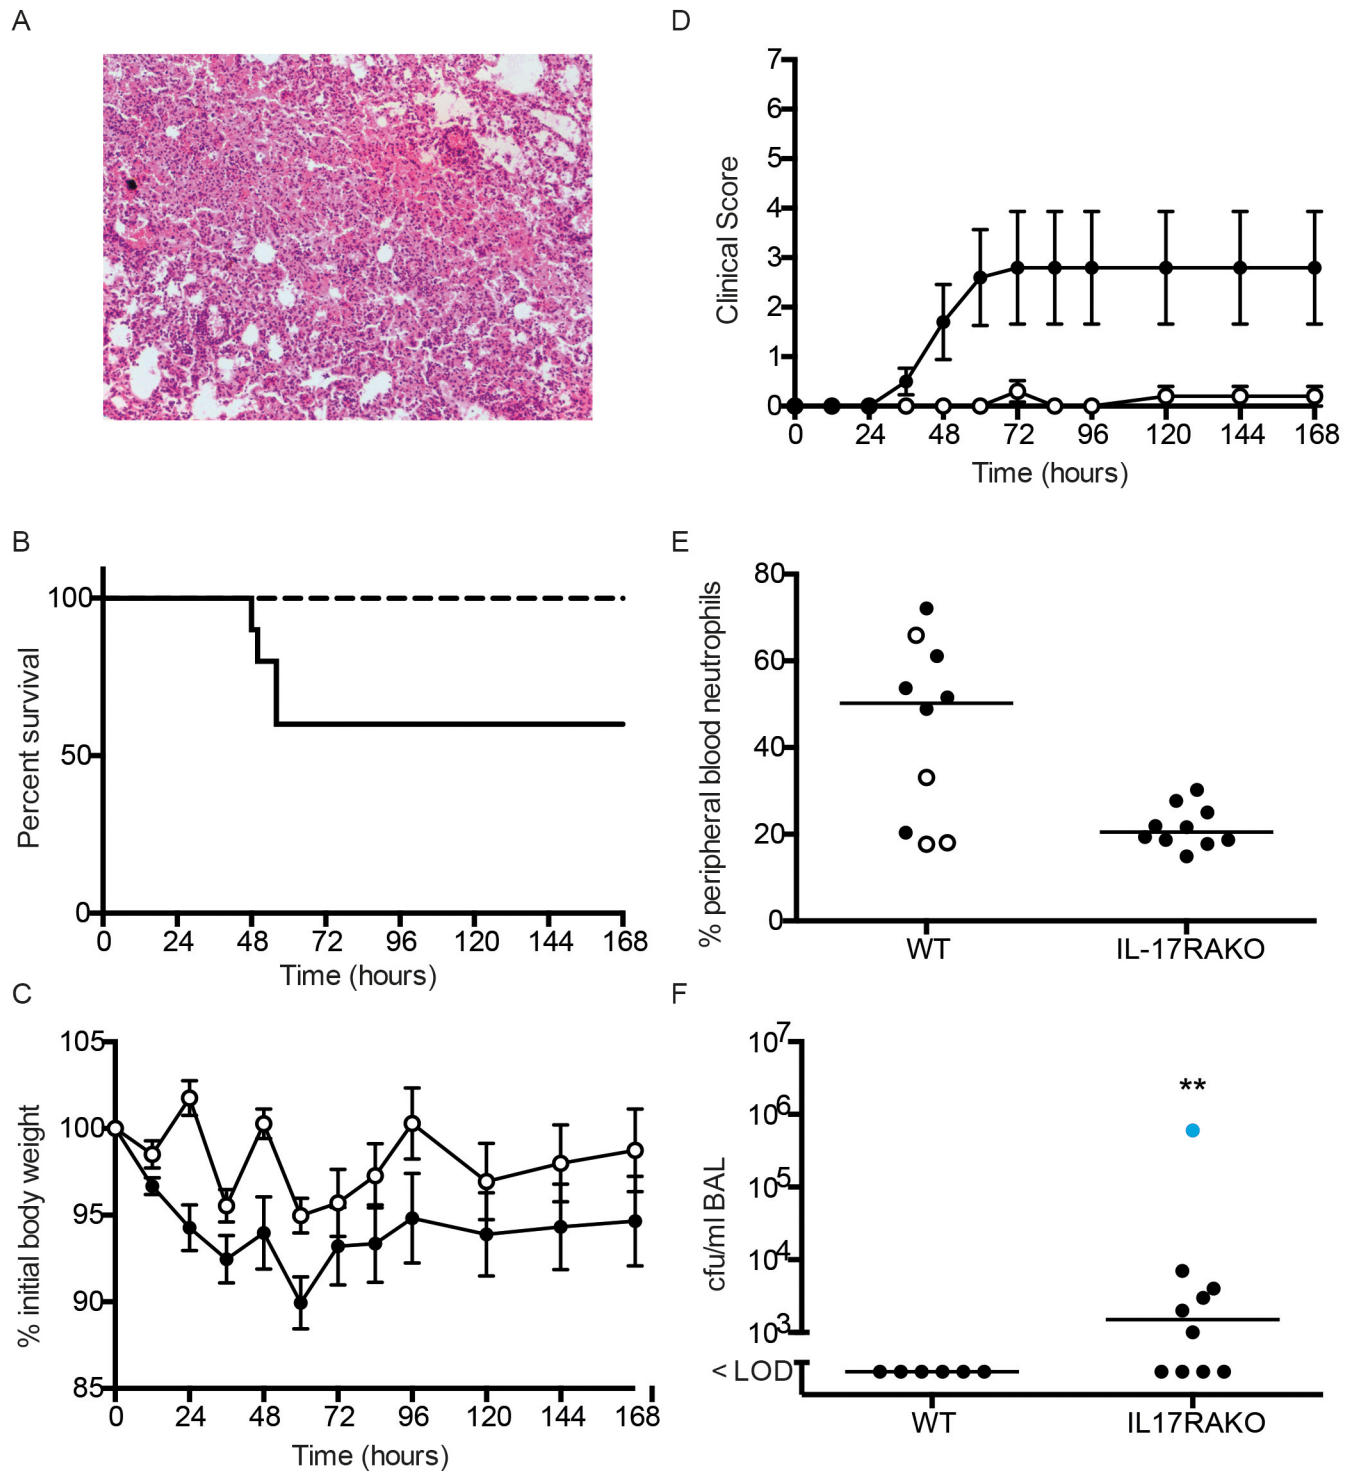 A
B
Percent survival
100
50
0
0 24 48 72 96 120 144 168
Time (hours)
C
% initial body weight
105
100
95
90
85
0 24 48 72 96 120 144 168
Time (hours)
D
Clinical Score
7
6
5
4
3
2
1
0
0 24 48 72 96 120 144 168
Time (hours)
E
% peripheral blood neutrophils
80
60
40
20
0
WT IL-17RAKO
F
cfu/ml BAL
10⁷
**
10⁶
10⁵
10⁴
10³
< LOD
WT IL17RAKO